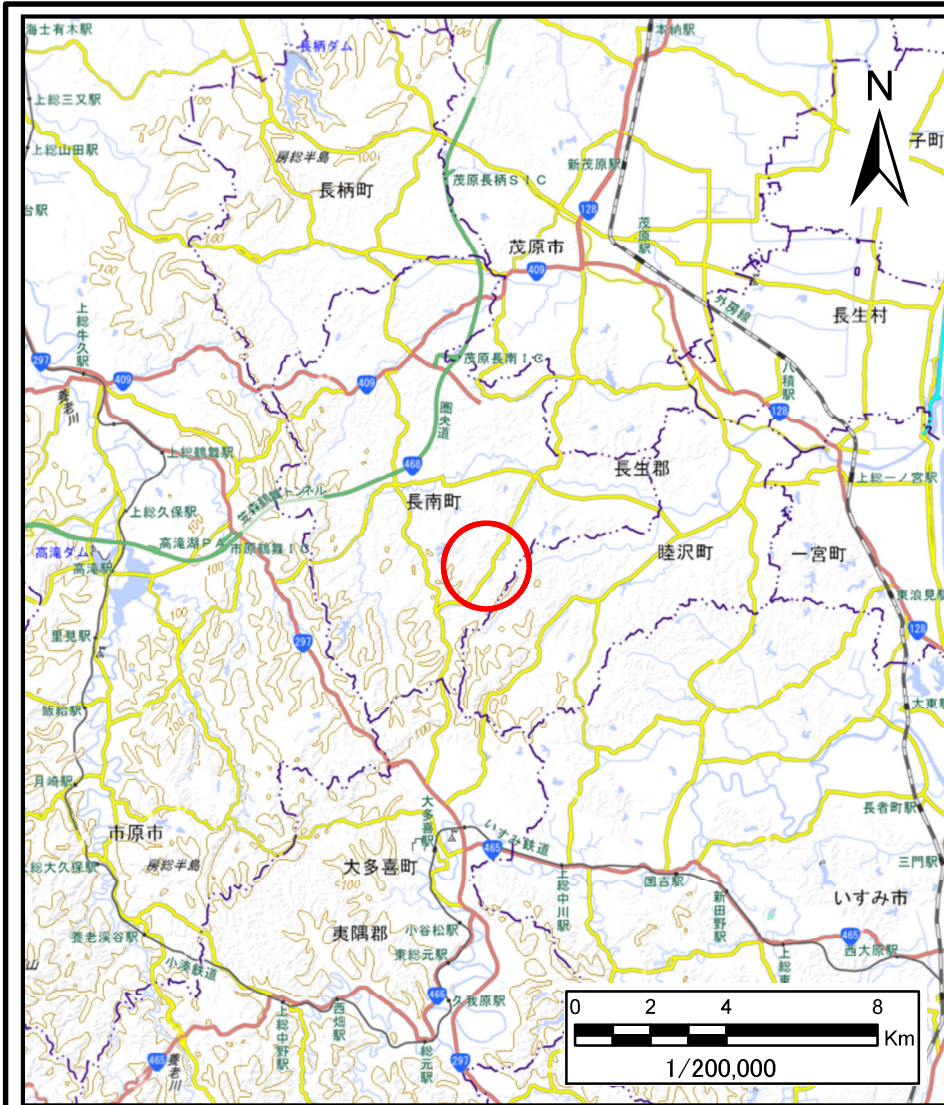 海士有木駅
本納駅
長柄ダム
N
上総三又駅
100
子町
上総山田駅
房総半島
100
新茂原駅
茂原長柄SIC
長柄町
台駅
128
茂原市
茂原駅
100
100
409
長生村
外房線
上総牛久駅
297
茂原長南IC
八積駅
409
409
養老川
圏央道
128
上総鶴舞駅
468
長生郡
上総一ノ宮駅
笠森鶴舞トンネル
長南町
上総久保駅
高滝湖PA
市原鶴舞IC
高滝ダム
睦沢町
一宮町
高滝駅
100
東浪見駅
里見駅
297
128
飯給駅
大東駅
月崎駅
長者町駅
大多喜駅
市原市
いすみ鉄道
465
房総半島
大多喜町
三門駅
上総大久保駅
上総中川駅
国吉駅
新田野駅
いすみ市
小谷松駅
養老渓谷駅
夷隅郡
465
東総元駅
西大原駅
山
小湊鉄道
上総東
465
久我原駅
上総中野駅
西畑駅
0 2 4 8
Km
総元駅
465
養老川
297
1/200,000